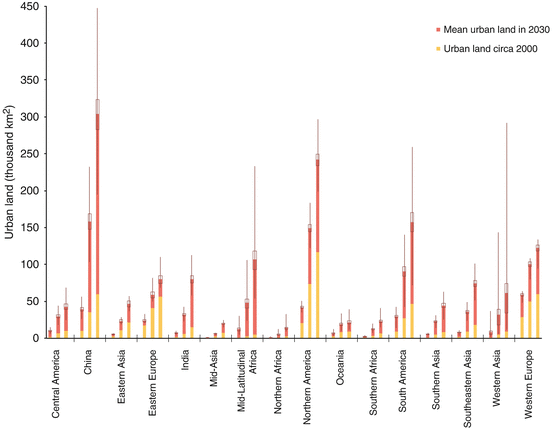 450
400
350
300
250
200
150
100
50
0
Urban land (thousand km2)
Mean urban land in 2030
Urban land circa 2000
Central America
China
Eastern Asia
Eastern Europe
India
Mid-Asia
Mid-Latitudinal
Africa
Northern Africa
Northern America
Oceania
Southern Africa
South America
Southern Asia
Southeastern Asia
Western Asia
Western Europe